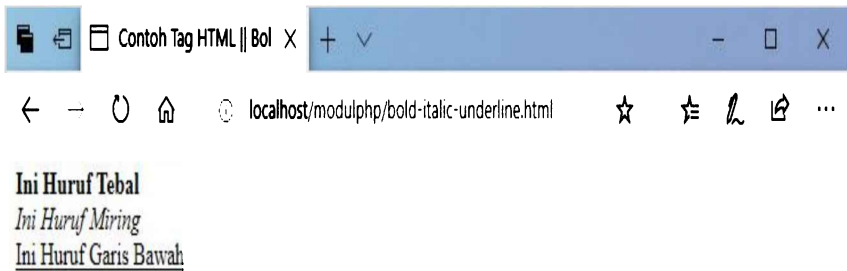 Contoh Tag HTML || Bol
localhost/modulphp/bold-italic-underline.html
Ini Huruf Tebal
Ini Huruf Miring
Ini Huruf Garis Bawah